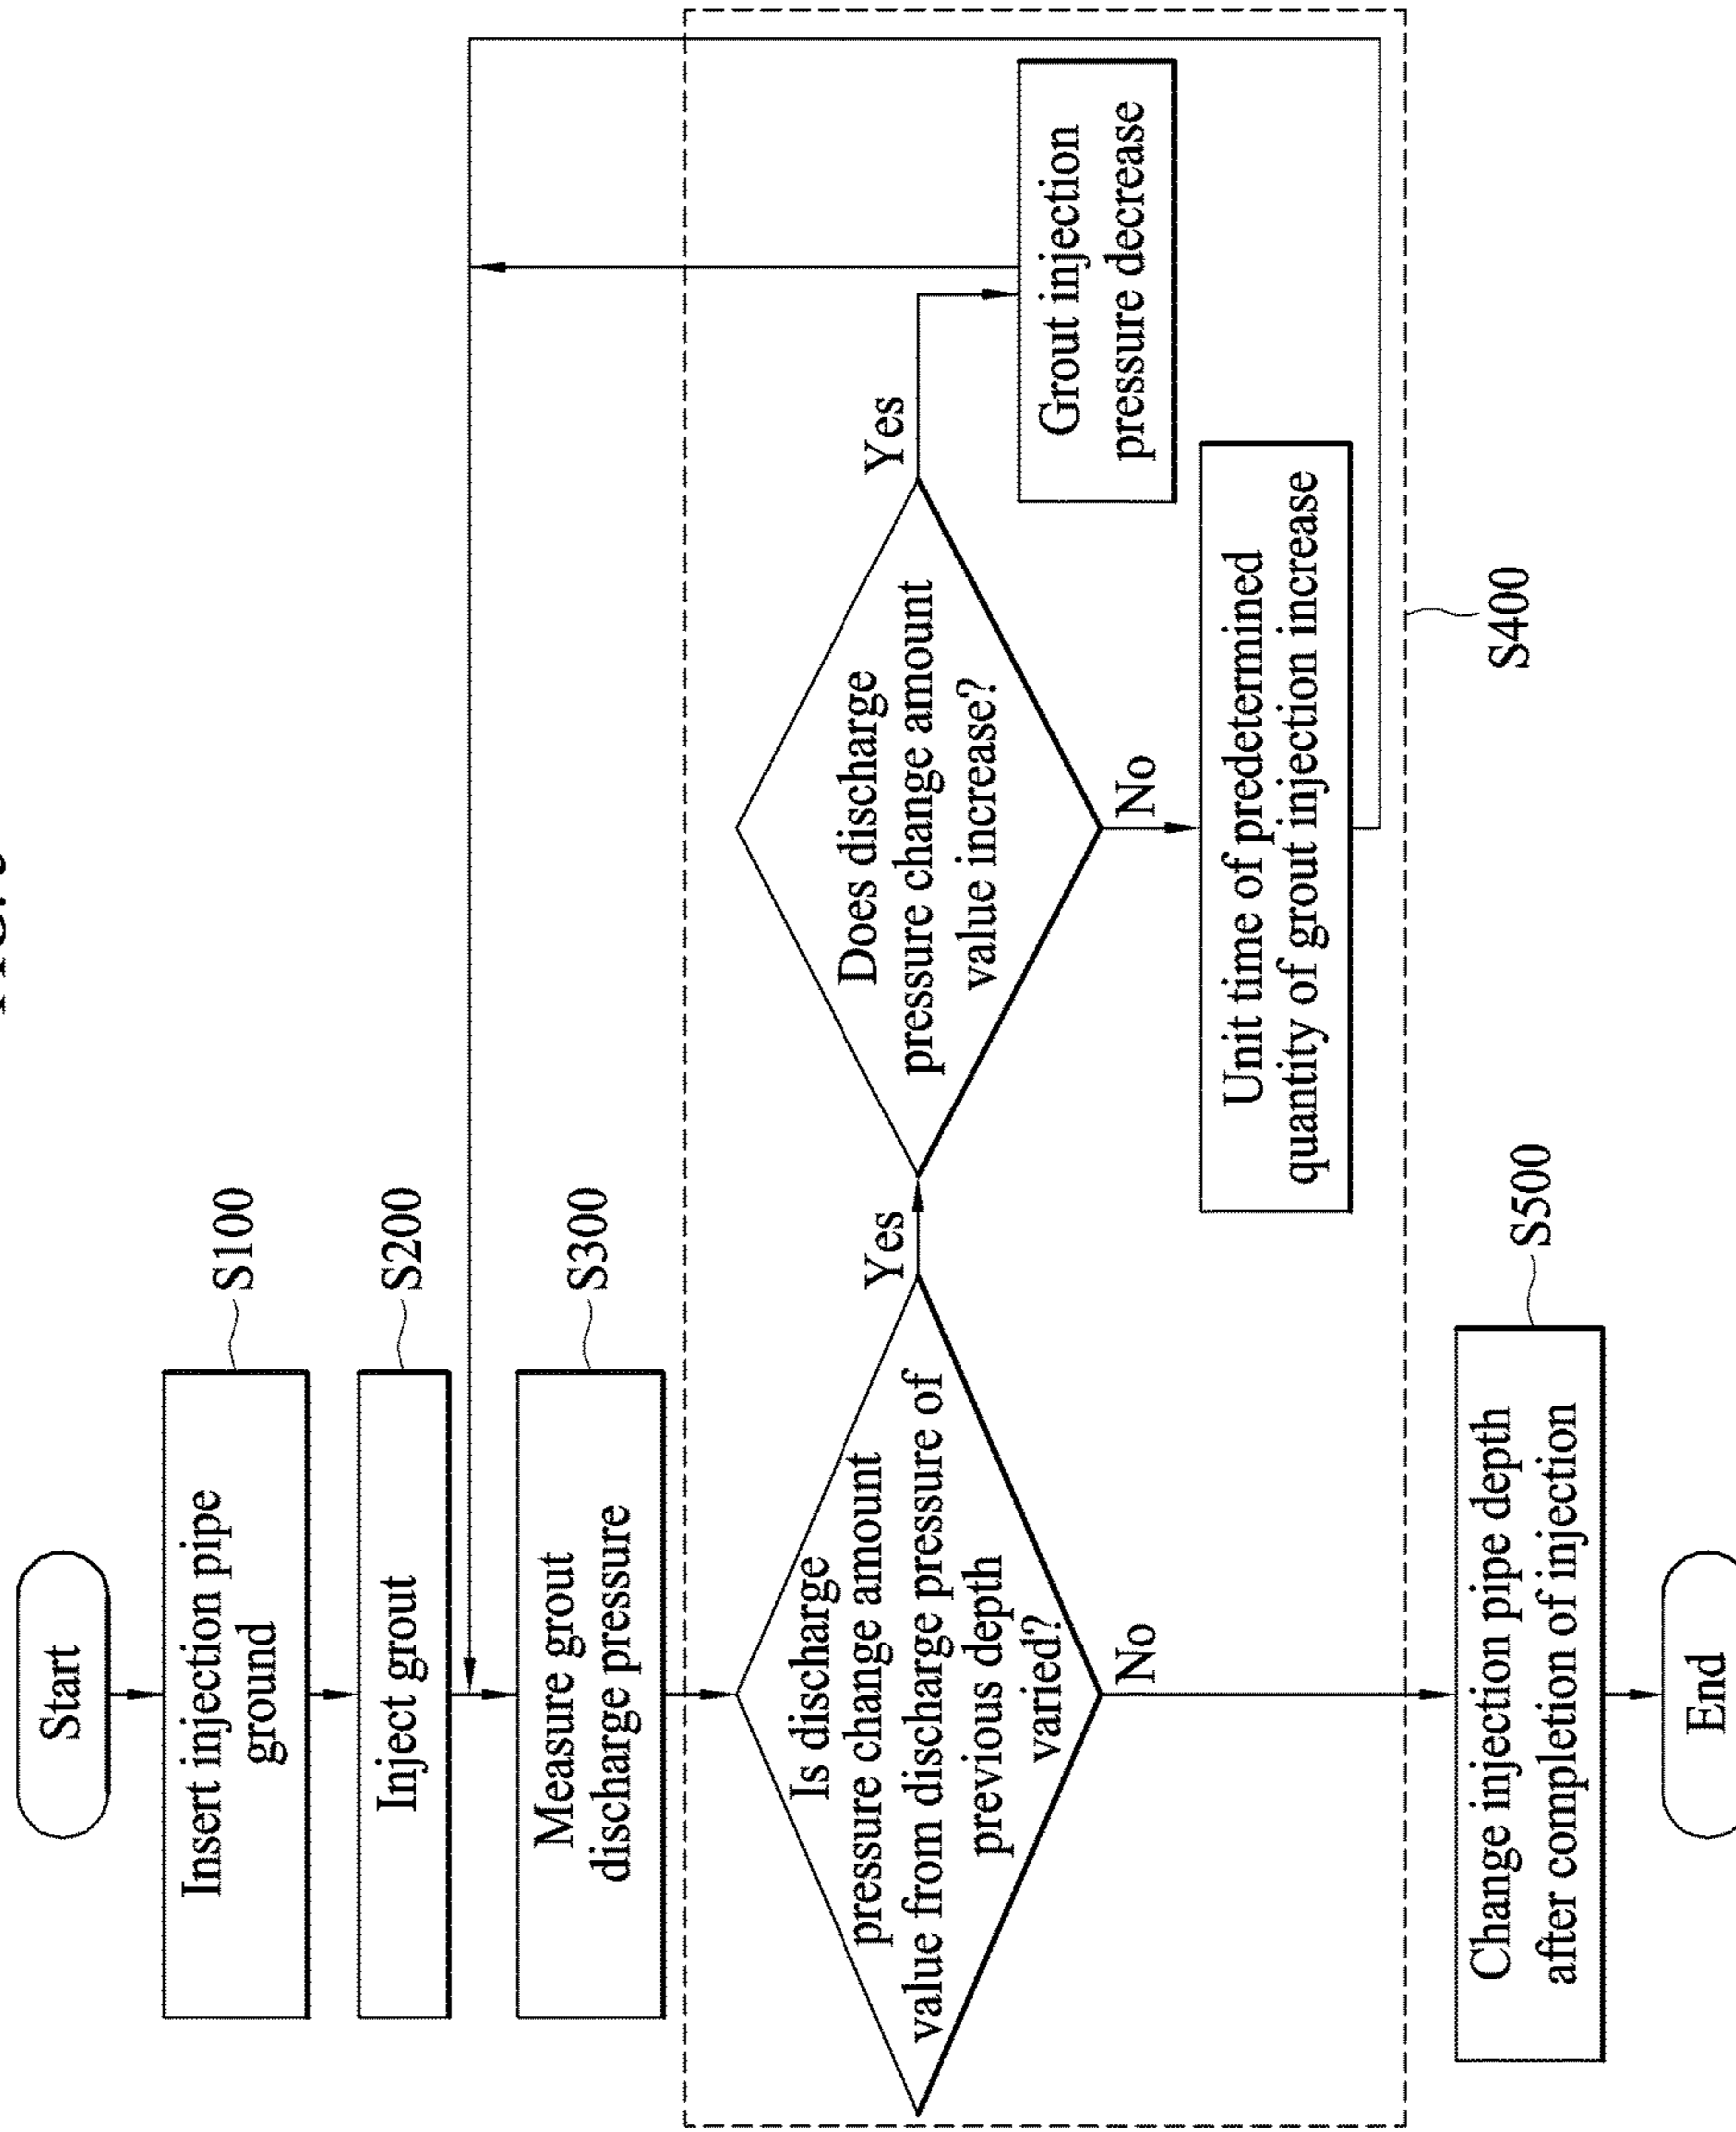 Start
Insert injection pipe
ground
S100
Inject grout
S200
Measure grout
discharge pressure
S300
Is discharge
pressure change amount
value from discharge pressure of
previous depth
varied?
Yes
No
Does discharge
pressure change amount
value increase?
Yes
No
Grout injection
pressure decrease
Unit time of predetermined
quantity of grout injection increase
S400
Change injection pipe depth
after completion of injection
S500
End